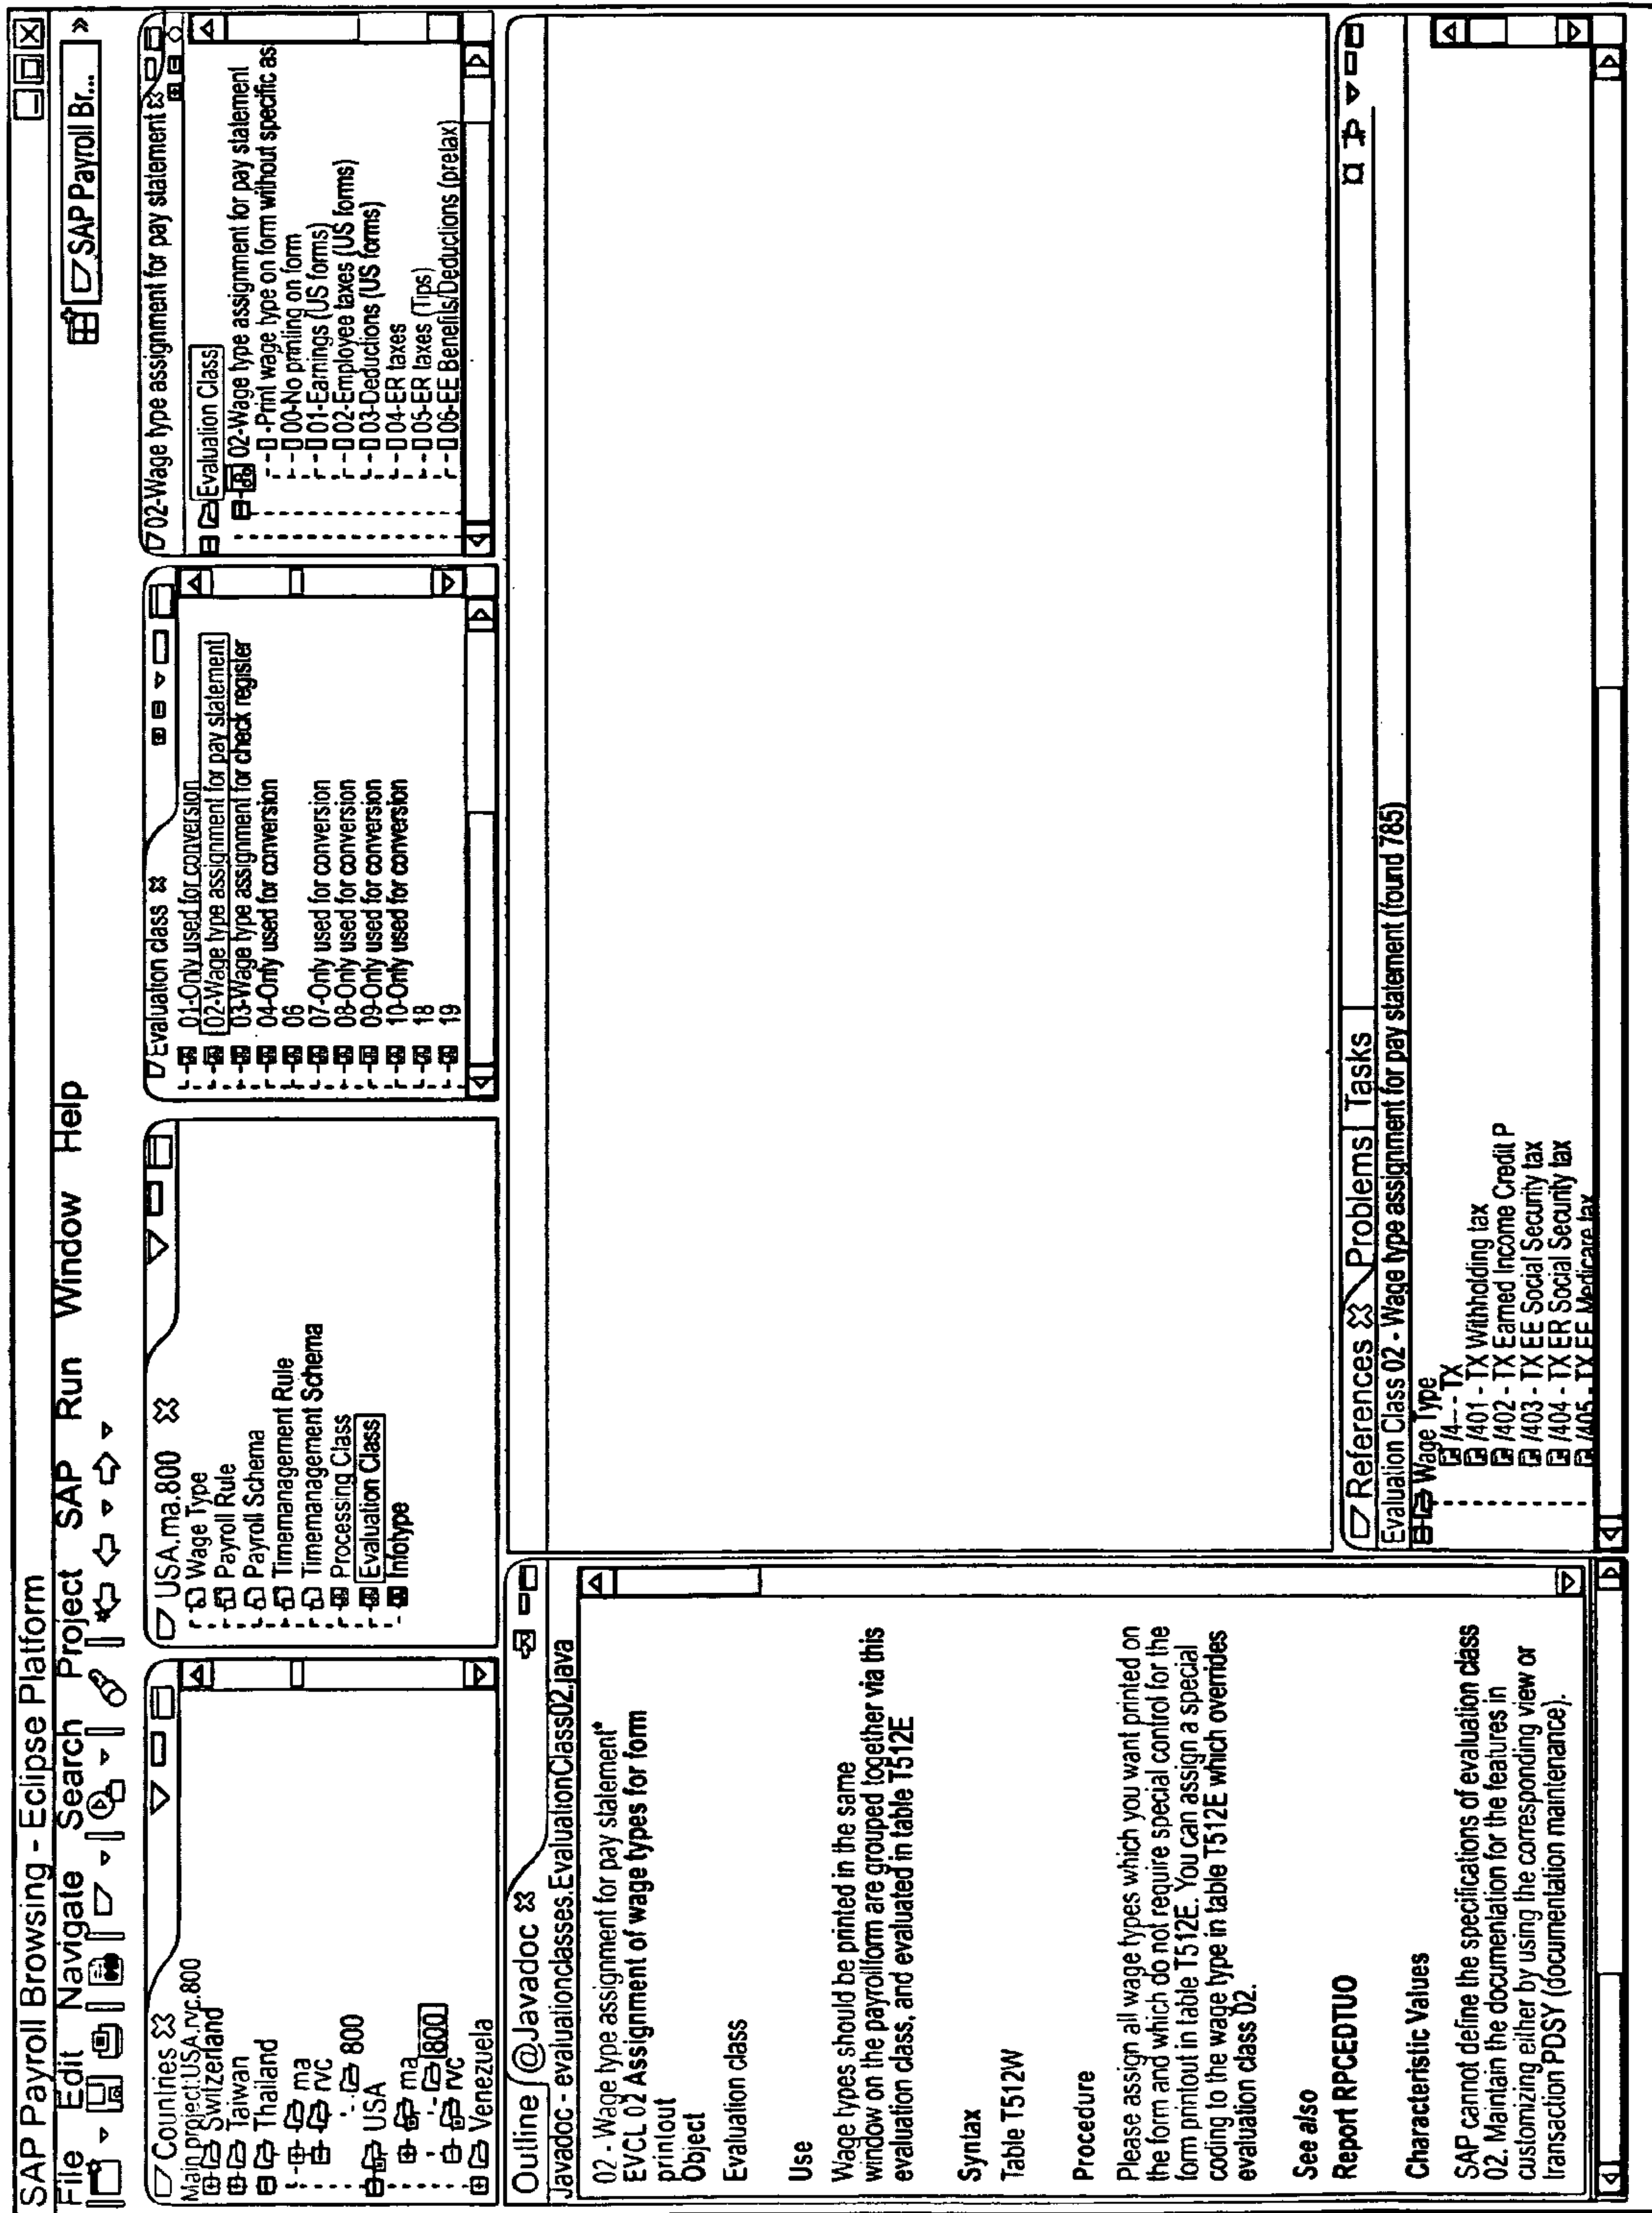 SAP Payroll Browsing - Eclipse Platform
File Edit Navigate Search Project SAP Run Window Help
SAP Payroll Br... »
Countries
Main project:USA.rvc.800
Switzerland
Taiwan
Thailand
ma
rvc
800
USA
ma
800
rvc
Venezuela
USA.ma.800
Wage Type
Payroll Rule
Payroll Schema
Timemanagement Rule
Timemanagement Schema
Processing Class
Evaluation Class
Infotype
Evaluation class
01-Only used for conversion
02-Wage type assignment for pay statement
03-Wage type assignment for check register
04-Only used for conversion
06
07-Only used for conversion
08-Only used for conversion
09-Only used for conversion
10-Only used for conversion
18
19
02-Wage type assignment for pay statement
Evaluation Class
02-Wage type assignment for pay statement
-Print wage type on form without specific as
00-No printing on form
01-Earnings (US forms)
02-Employee taxes (US forms)
03-Deductions (US forms)
04-ER taxes
05-ER taxes (Tips)
06-EE Benefits/Deductions (prelax)
Outline @Javadoc
Javadoc - evaluationclasses.EvaluationClass02.java
02 - Wage type assignment for pay statement*
EVCL 02 Assignment of wage types for form
printout
Object
Evaluation class
Use
Wage types should be printed in the same
window on the payrollform are grouped together via this
evaluation class, and evaluated in table T512E
Syntax
Table T512W
Procedure
Please assign all wage types which you want printed on
the form and which do not require special control for the
form printout in table T512E. You can assign a special
coding to the wage type in table T512E which overrides
evaluation class 02.
See also
Report RPCEDTUO
Characteristic Values
SAP cannot define the specifications of evaluation class
02. Maintain the documentation for the features in
customizing either by using the corresponding view or
transaction PDSY (documentation maintenance).
References Problems Tasks
Evaluation Class 02 - Wage type assignment for pay statement (found 785)
Wage Type
/4--- TX
/401 - TX Withholding tax
/402 - TX Earned Income Credit P
/403 - TX EE Social Security tax
/404 - TX ER Social Security tax
/405 - TX EE Medicare tax